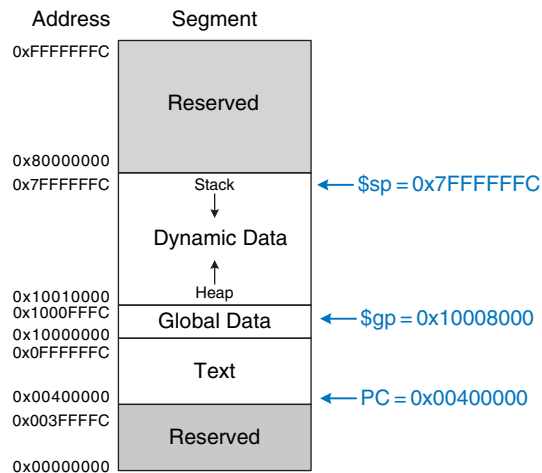 Address Segment
0xFFFFFFFC
Reserved
0x80000000
0x7FFFFFFC Stack $sp = 0x7FFFFFFC
Dynamic Data
0x10010000 Heap
0x1000FFFC
Global Data $gp = 0x10008000
0x10000000
0x0FFFFFFC
Text
0x00400000 PC = 0x00400000
0x003FFFFC
Reserved
0x00000000